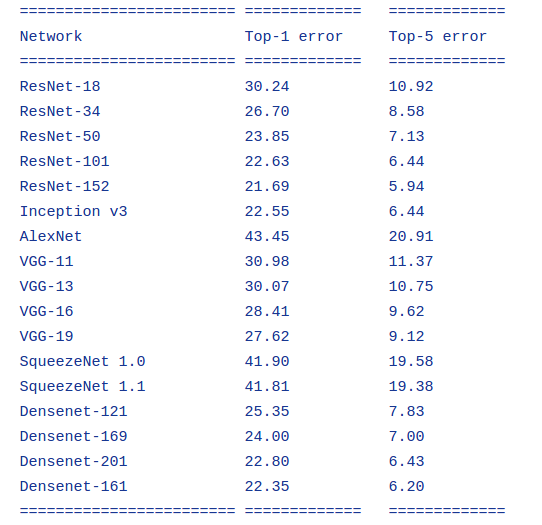 ======================== ============= =============
Network                  Top-1 error     Top-5 error
======================== ============= =============
ResNet-18                30.24           10.92
ResNet-34                26.70           8.58
ResNet-50                23.85           7.13
ResNet-101               22.63           6.44
ResNet-152               21.69           5.94
Inception v3             22.55           6.44
AlexNet                  43.45           20.91
VGG-11                   30.98           11.37
VGG-13                   30.07           10.75
VGG-16                   28.41           9.62
VGG-19                   27.62           9.12
SqueezeNet 1.0           41.90           19.58
SqueezeNet 1.1           41.81           19.38
Densenet-121             25.35           7.83
Densenet-169             24.00           7.00
Densenet-201             22.80           6.43
Densenet-161             22.35           6.20
======================== ============= =============